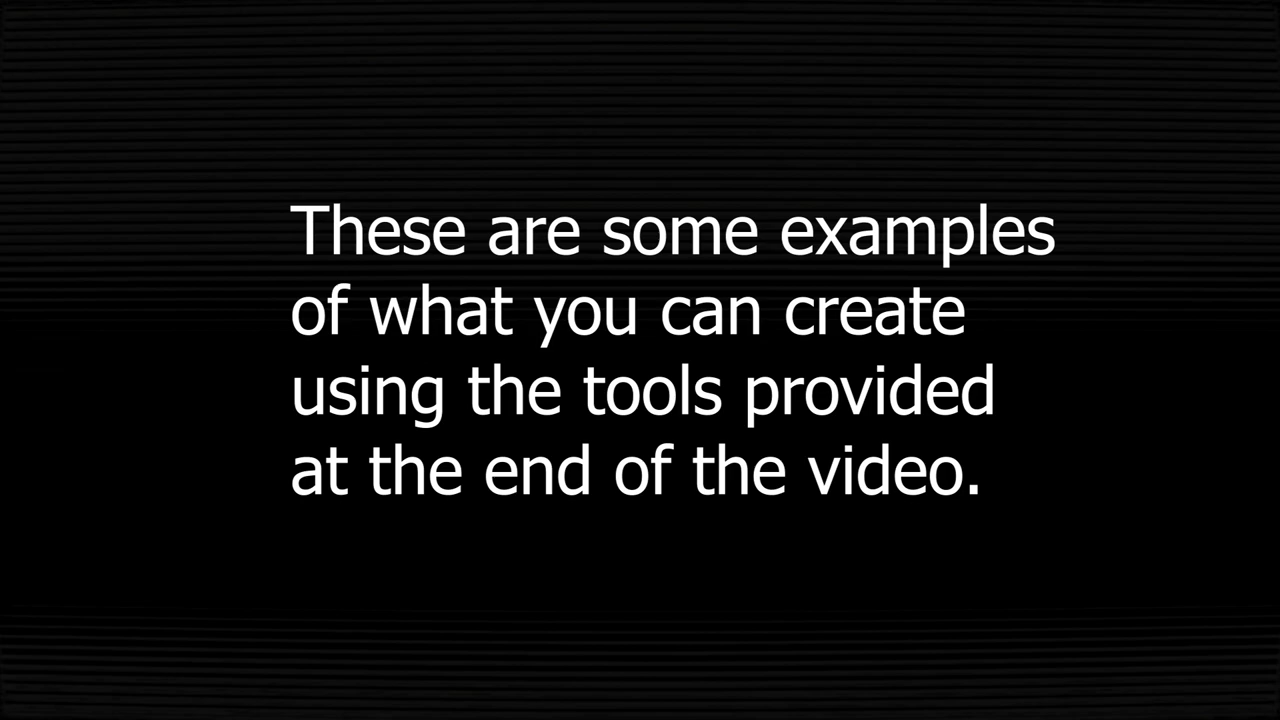 These are some examples
of what you can create
using the tools provided
at the end of the video.